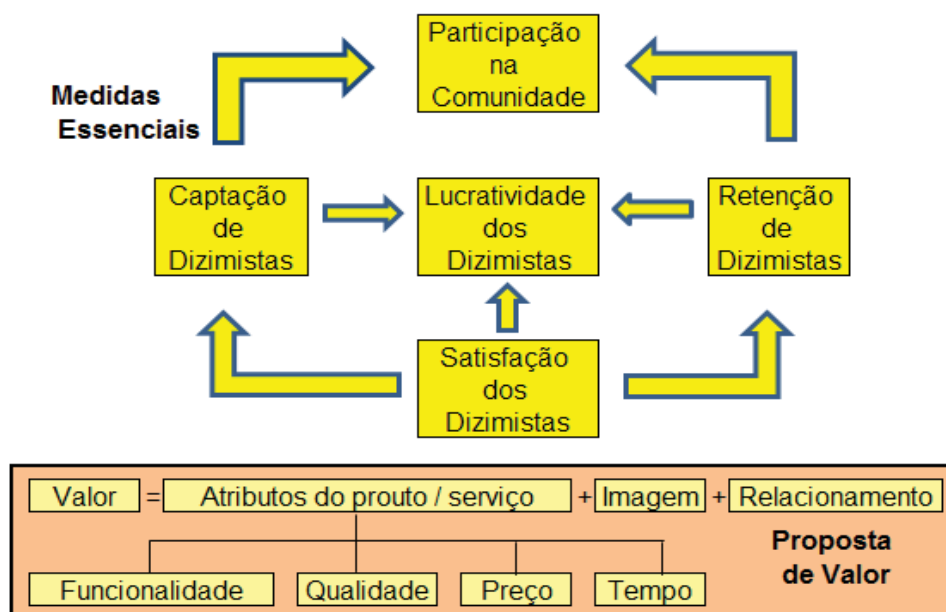 Participação
na
Comunidade
Medidas
Essenciais
Captação
de
Dizimistas
Lucratividade
dos
Dizimistas
Retenção
de
Dizimistas
Satisfação
dos
Dizimistas
Valor = Atributos do prouto / serviço + Imagem + Relacionamento
Proposta
de Valor
Funcionalidade Qualidade Preço Tempo